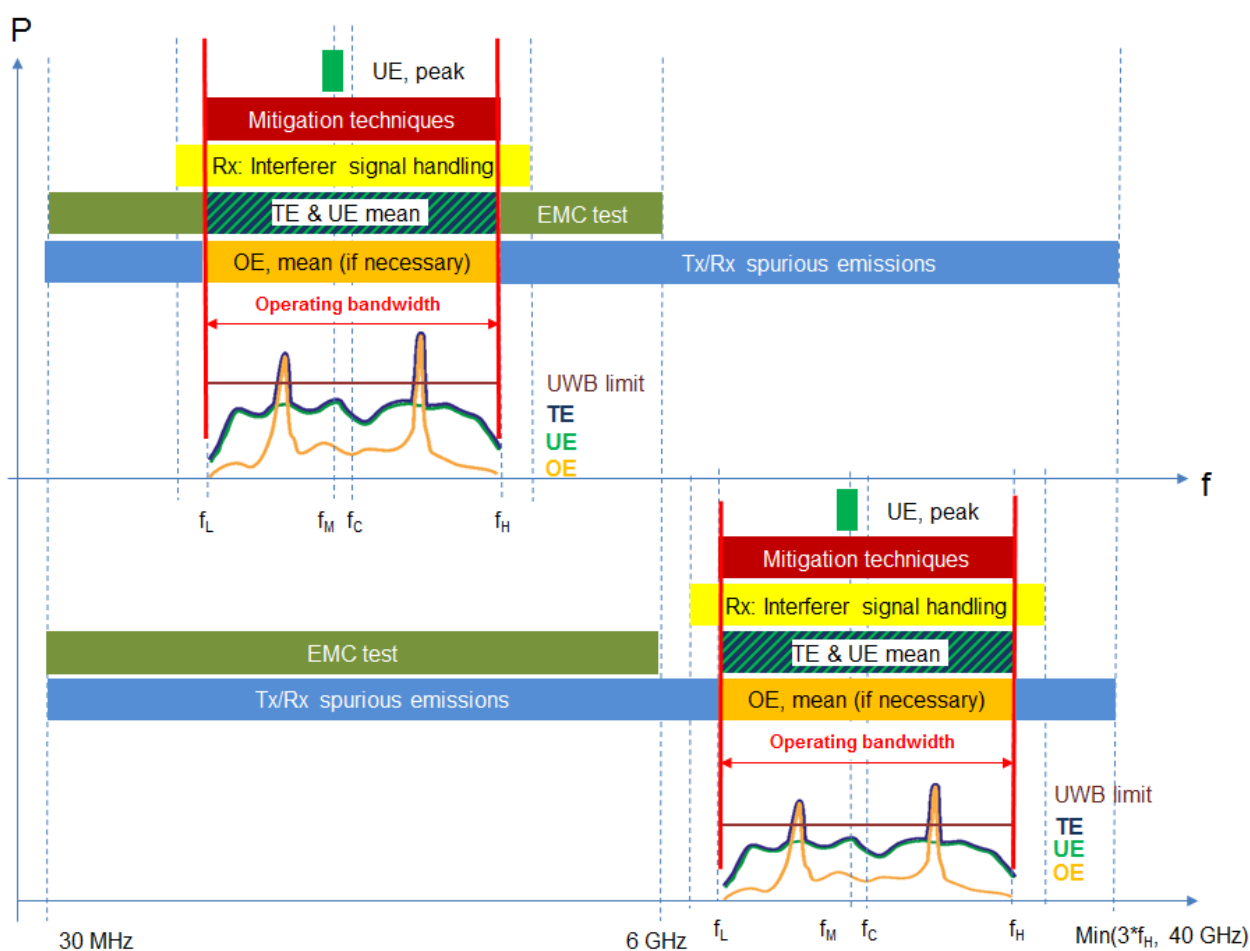 P
UE, peak
Mitigation techniques
Rx: Interferer signal handling
TE & UE mean
EMC test
OE, mean (if necessary)
Tx/Rx spurious emissions
Operating bandwidth
UWB limit
TE
UE
OE
f
fL fM fC fH
UE, peak
Mitigation techniques
Rx: Interferer signal handling
EMC test
TE & UE mean
Tx/Rx spurious emissions
OE, mean (if necessary)
Operating bandwidth
UWB limit
TE
UE
OE
30 MHz 6 GHz fL fM fC fH Min(3*fH, 40 GHz)